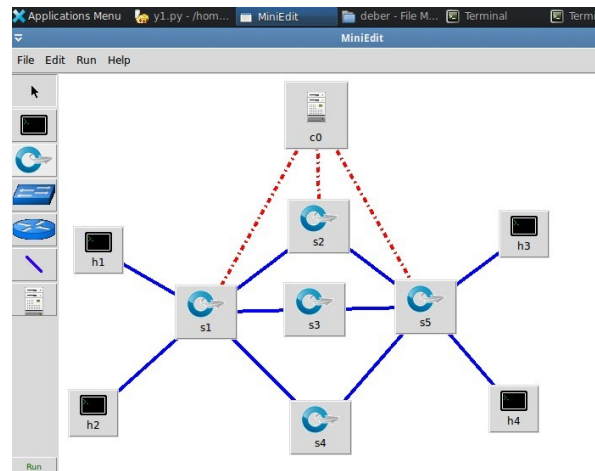 Applications Menu y1.py - /hom... MiniEdit deber - File M... Terminal Termi
MiniEdit
File Edit Run Help
c0
s2
h3
h1
s1
s3
s5
h2
s4
h4
Run